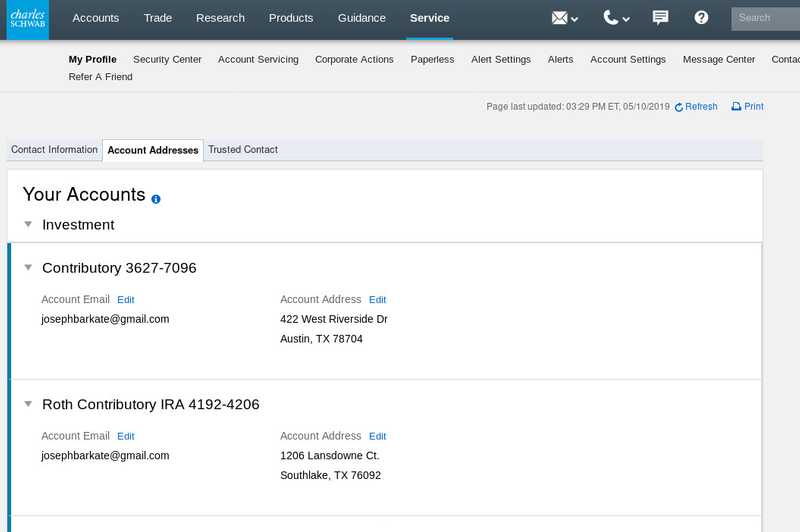 charles
SCHWAB
Accounts Trade Research Products Guidance Service Search
My Profile Security Center Account Servicing Corporate Actions Paperless Alert Settings Alerts Account Settings Message Center
Refer A Friend
Page last updated: 03:29 PM ET, 05/10/2019 Refresh Print
Contact Information Account Addresses Trusted Contact
Your Accounts
Investment
Contributory 3627-7096
Account Email Edit Account Address Edit
josephbarkate@gmail.com 422 West Riverside Dr
Austin, TX 78704
Roth Contributory IRA 4192-4206
Account Email Edit Account Address Edit
josephbarkate@gmail.com 1206 Lansdowne Ct.
Southlake, TX 76092